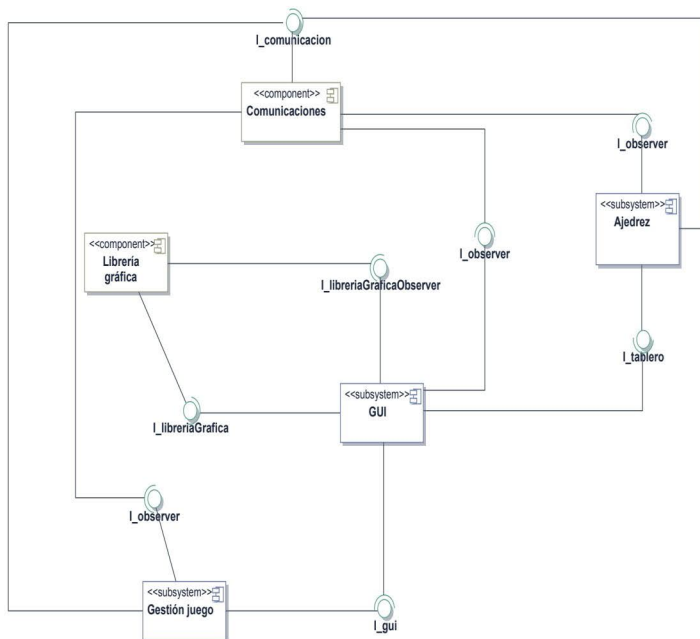 I_comunicacion
<<component>>
Comunicaciones
I_observer
<<subsystem>>
Ajedrez
<<component>>
Librería
gráfica
I_observer
I_libreriaGraficaObserver
I_tablero
<<subsystem>>
GUI
I_libreriaGrafica
I_observer
<<subsystem>>
Gestión juego
I_gui